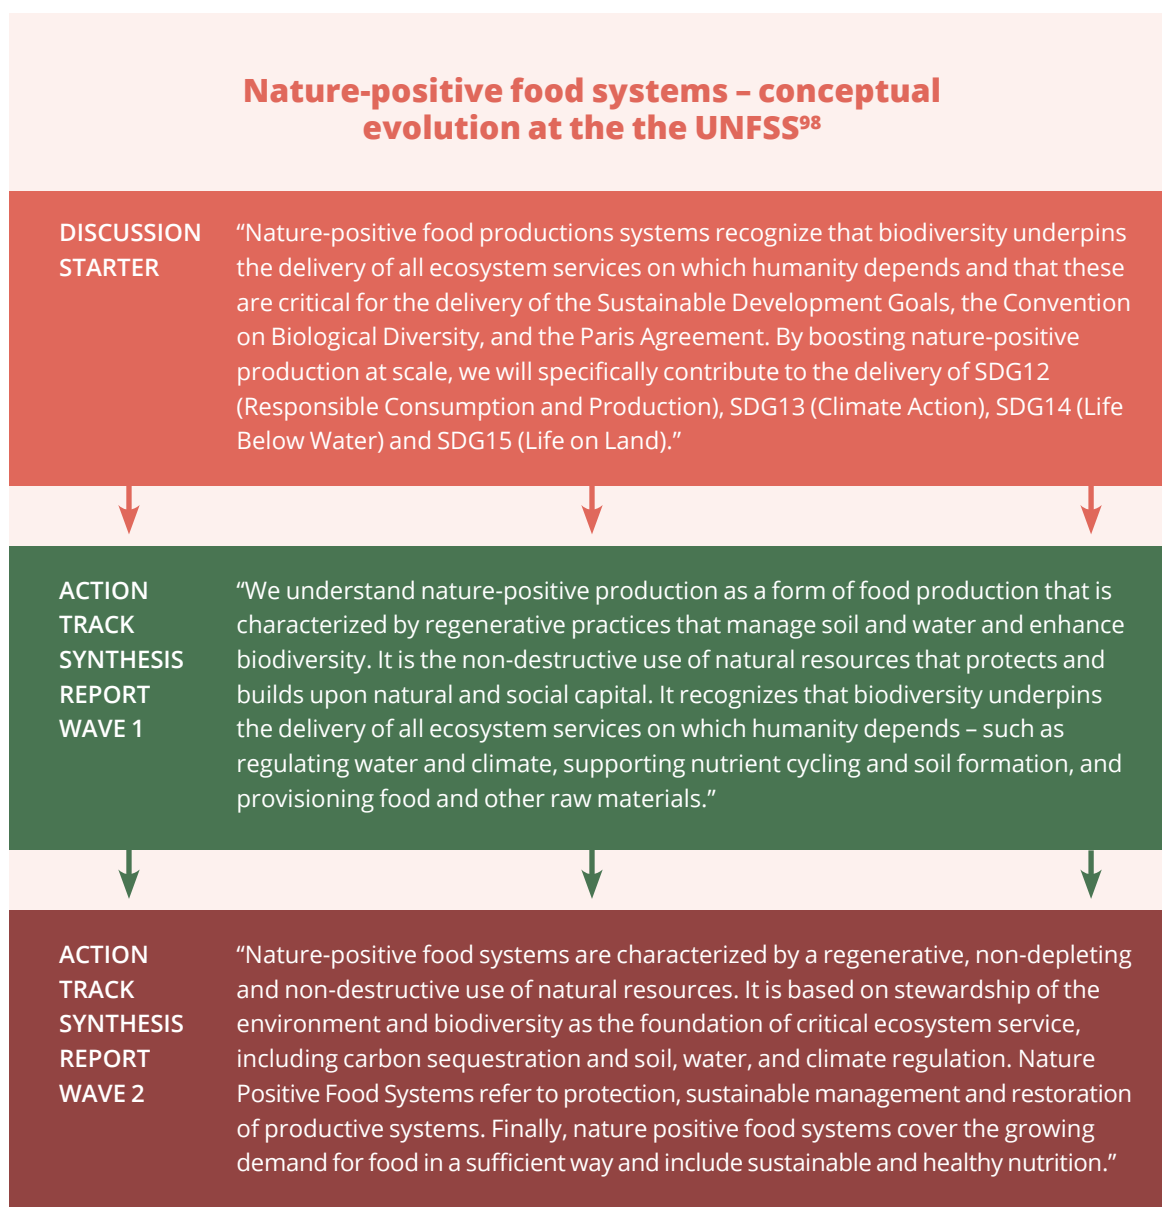 Nature-positive food systems – conceptual
evolution at the the UNFSS⁹⁸
DISCUSSION
STARTER
“Nature-positive food productions systems recognize that biodiversity underpins
the delivery of all ecosystem services on which humanity depends and that these
are critical for the delivery of the Sustainable Development Goals, the Convention
on Biological Diversity, and the Paris Agreement. By boosting nature-positive
production at scale, we will specifically contribute to the delivery of SDG12
(Responsible Consumption and Production), SDG13 (Climate Action), SDG14 (Life
Below Water) and SDG15 (Life on Land).”
ACTION
TRACK
SYNTHESIS
REPORT
WAVE 1
“We understand nature-positive production as a form of food production that is
characterized by regenerative practices that manage soil and water and enhance
biodiversity. It is the non-destructive use of natural resources that protects and
builds upon natural and social capital. It recognizes that biodiversity underpins
the delivery of all ecosystem services on which humanity depends – such as
regulating water and climate, supporting nutrient cycling and soil formation, and
provisioning food and other raw materials.”
ACTION
TRACK
SYNTHESIS
REPORT
WAVE 2
“Nature-positive food systems are characterized by a regenerative, non-depleting
and non-destructive use of natural resources. It is based on stewardship of the
environment and biodiversity as the foundation of critical ecosystem service,
including carbon sequestration and soil, water, and climate regulation. Nature
Positive Food Systems refer to protection, sustainable management and restoration
of productive systems. Finally, nature positive food systems cover the growing
demand for food in a sufficient way and include sustainable and healthy nutrition.”